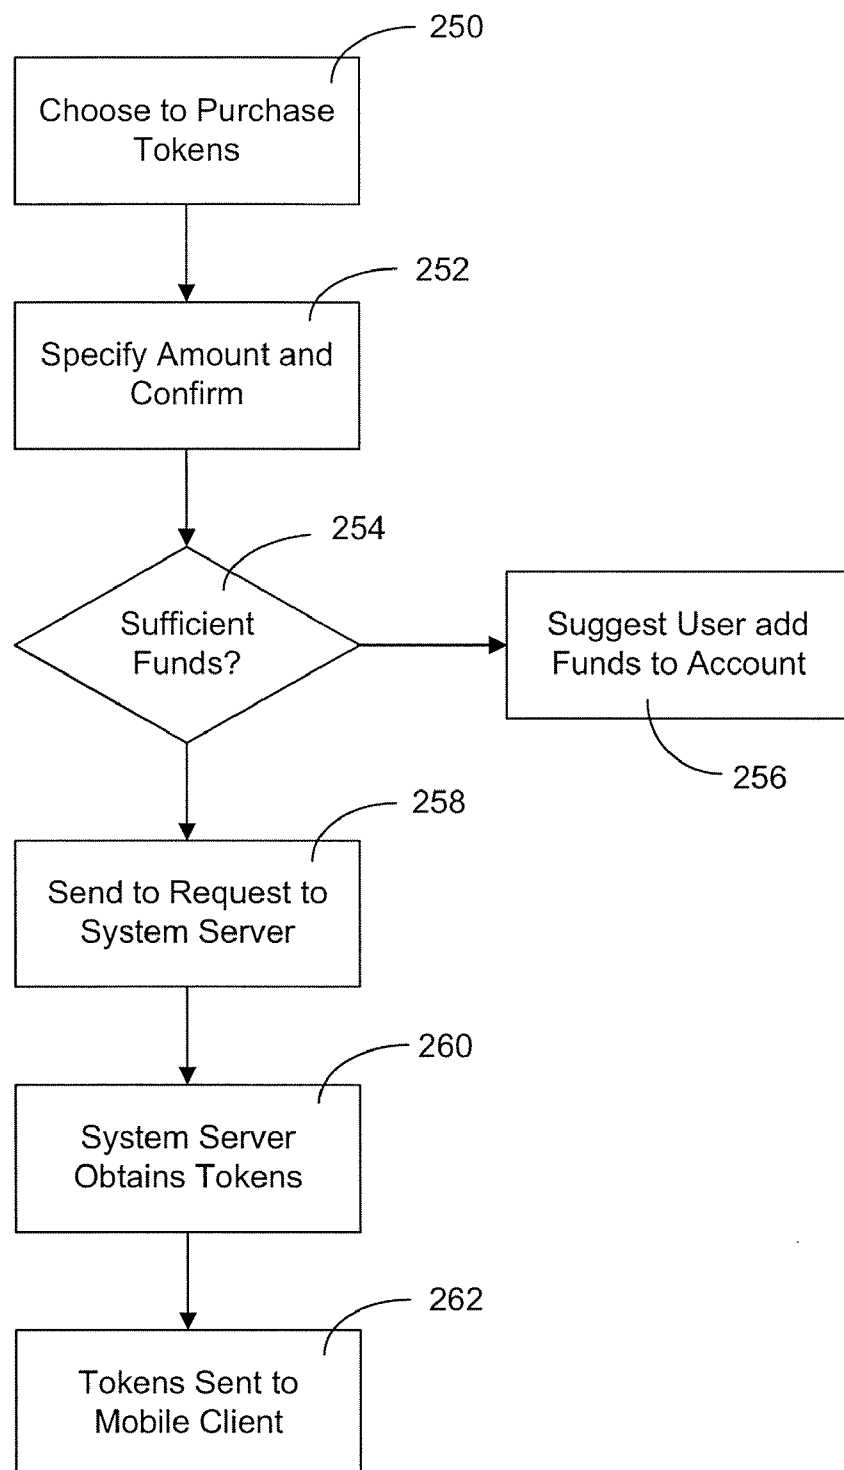 250
Choose to Purchase
Tokens
252
Specify Amount and
Confirm
254
Sufficient
Funds?
Suggest User add
Funds to Account
256
258
Send to Request to
System Server
260
System Server
Obtains Tokens
262
Tokens Sent to
Mobile Client